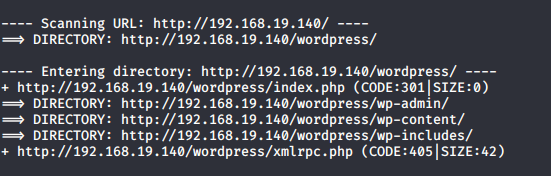 ---- Scanning URL: http://192.168.19.140/ ----
==> DIRECTORY: http://192.168.19.140/wordpress/

---- Entering directory: http://192.168.19.140/wordpress/ ----
+ http://192.168.19.140/wordpress/index.php (CODE:301|SIZE:0)
==> DIRECTORY: http://192.168.19.140/wordpress/wp-admin/
==> DIRECTORY: http://192.168.19.140/wordpress/wp-content/
==> DIRECTORY: http://192.168.19.140/wordpress/wp-includes/
+ http://192.168.19.140/wordpress/xmlrpc.php (CODE:405|SIZE:42)